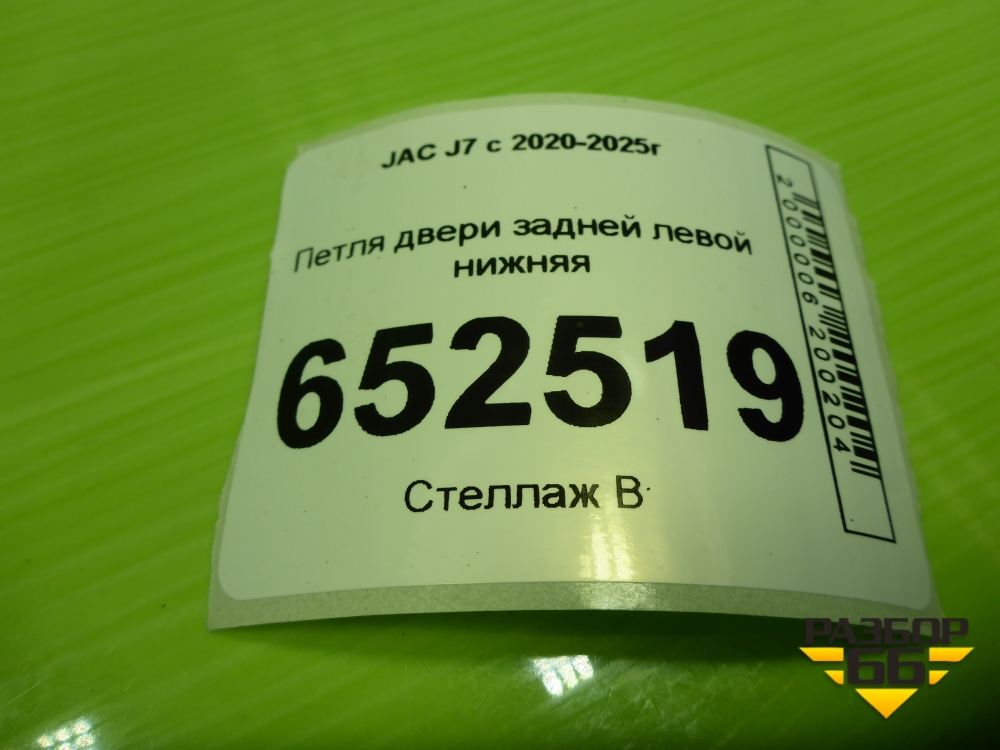 JAC J7 с 2020-2025г
Петля двери задней левой
нижняя
652519
Стеллаж В
2000006200204
РАЗБОР
66